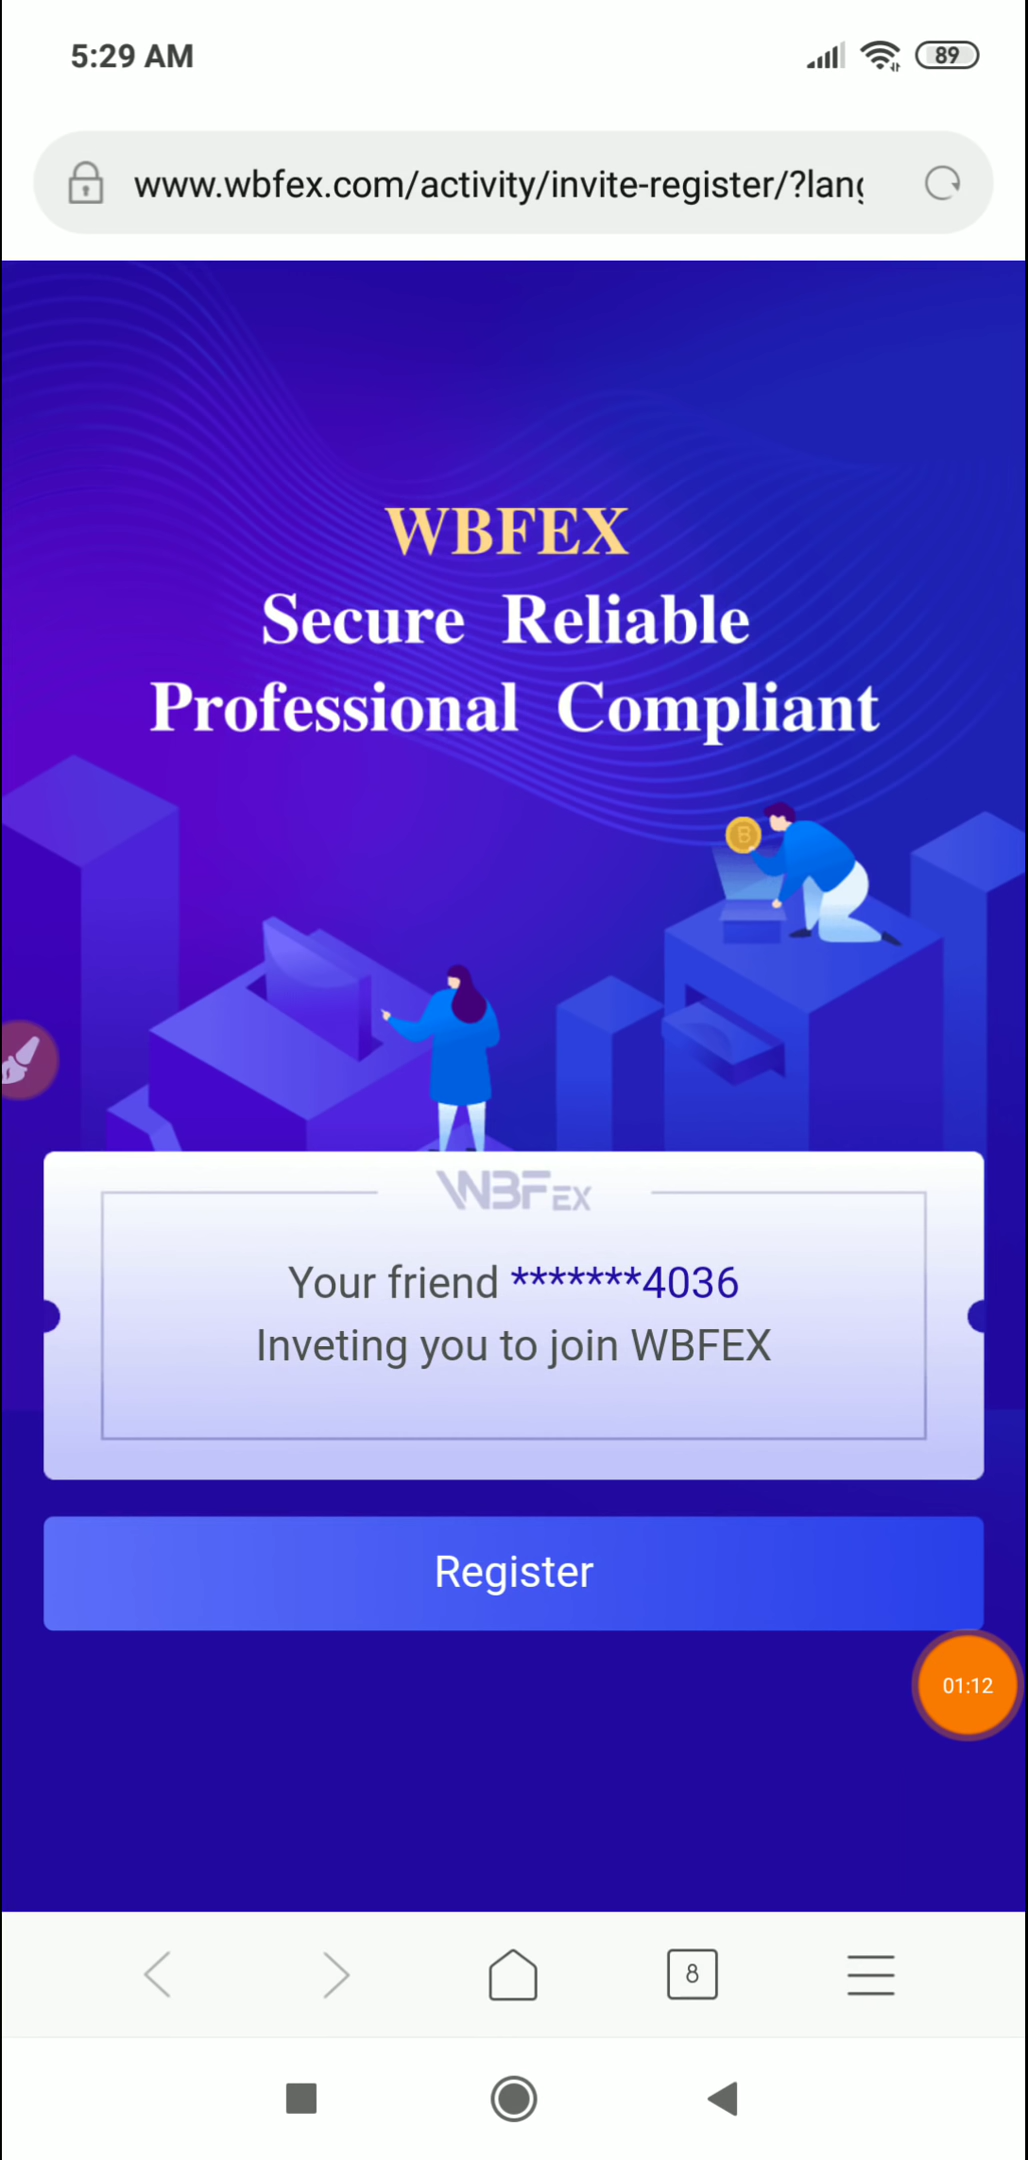 5:29 AM
89
www.wbfex.com/activity/invite-register/?lang
WBFEX
Secure Reliable
Professional Compliant
B
WBFEX
Your friend *******4036
Inveting you to join WBFEX
Register
01:12
8